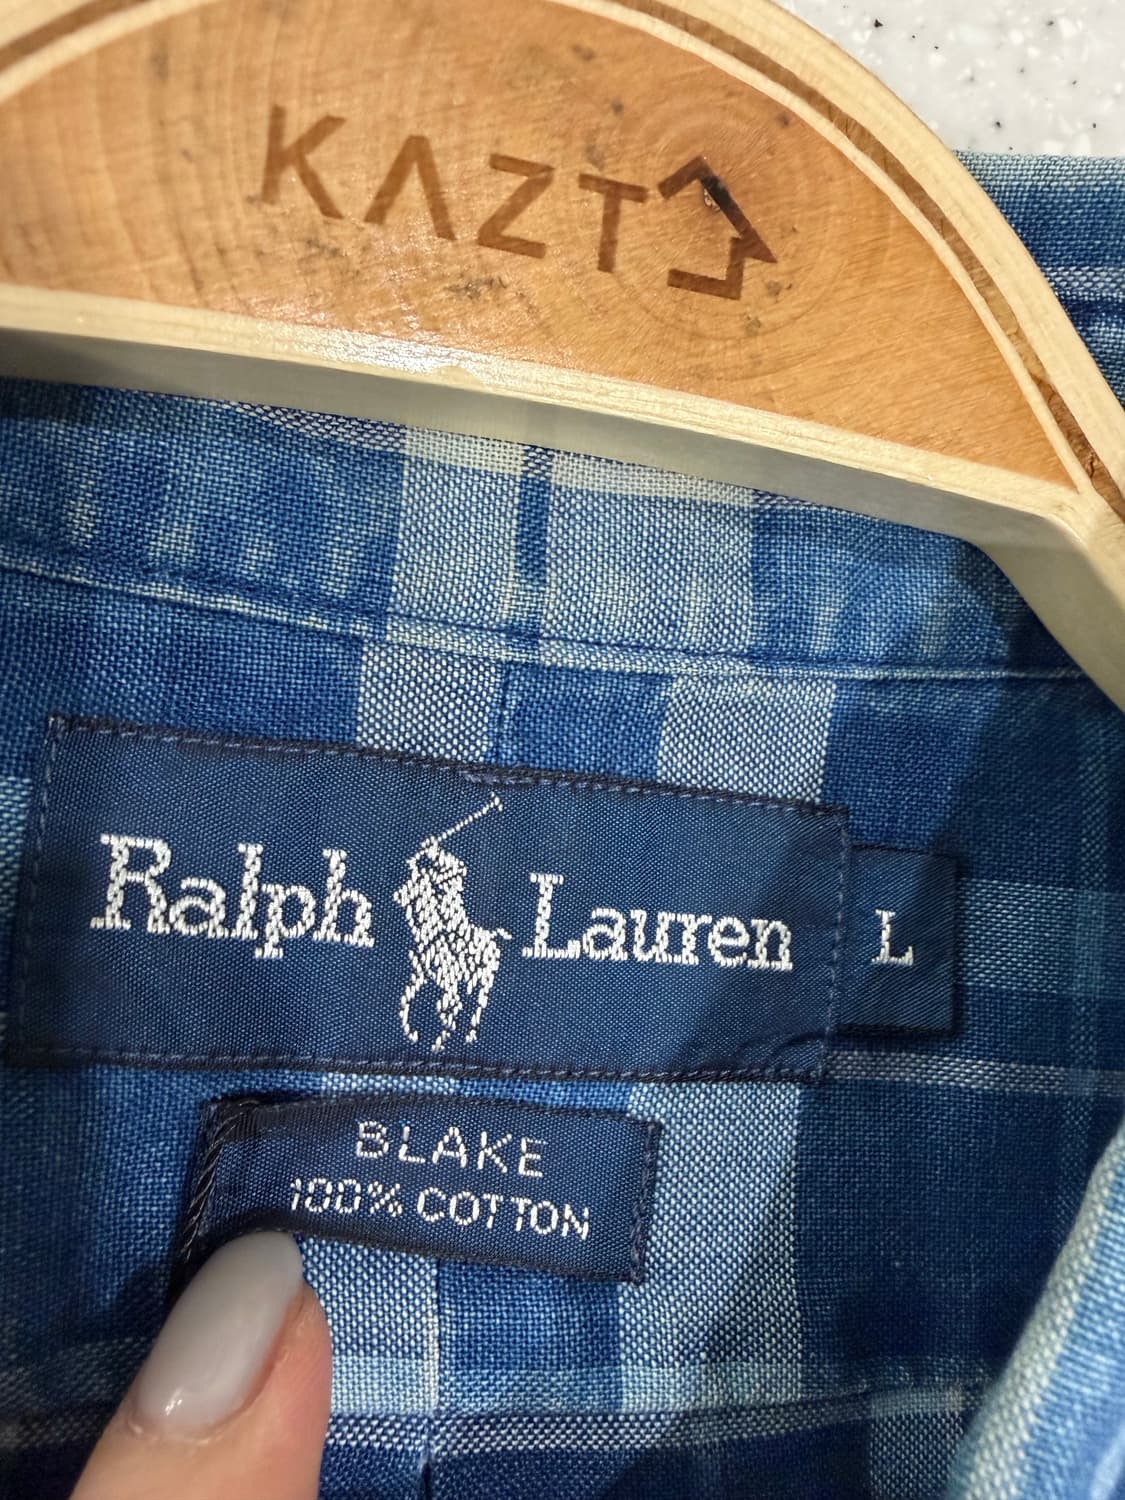 KAZT
Ralph Lauren
L
BLAKE
100% COTTON